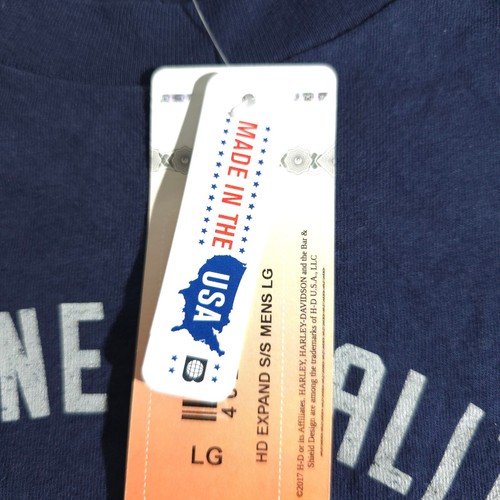 MADE IN THE
USA
B
4
LG
HD EXPAND S/S MENS LG
©2017 H-D or its Affiliates. HARLEY, HARLEY-DAVIDSON and the Bar &
Shield Design are among the trademarks of H-D U.S.A., LLC
NE
ALI